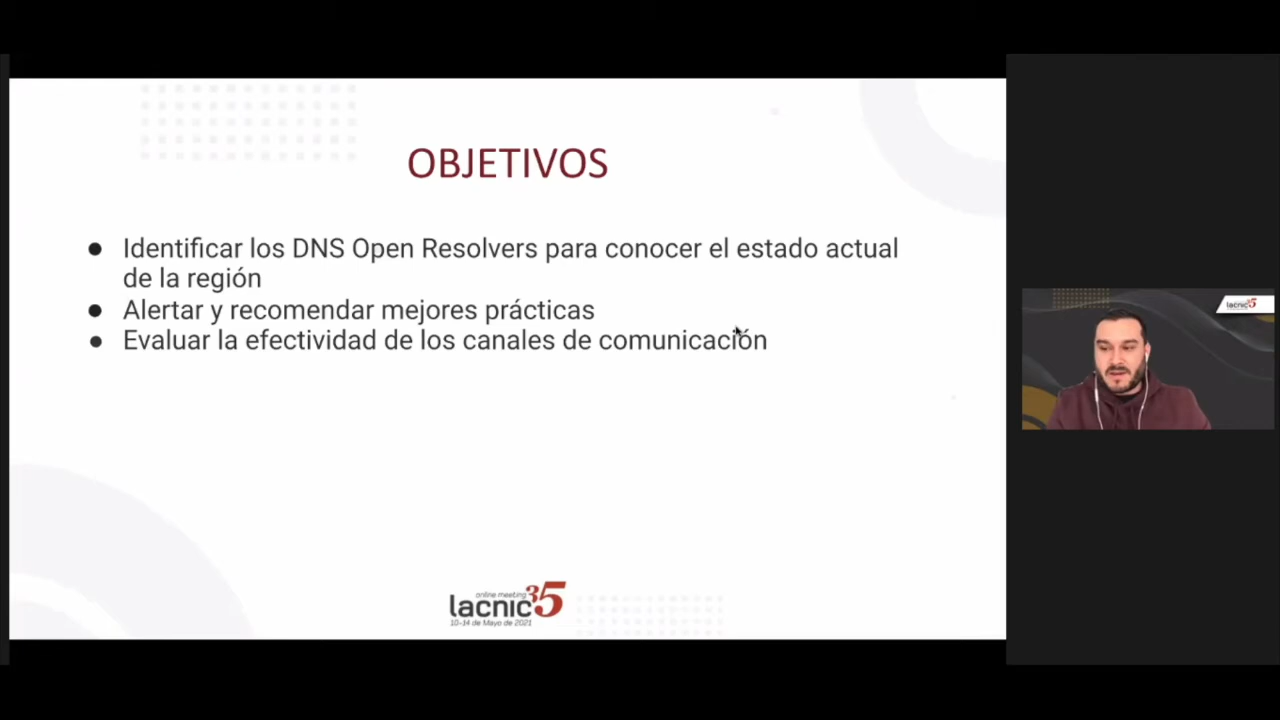 OBJETIVOS
● Identificar los DNS Open Resolvers para conocer el estado actual
de la región
● Alertar y recomendar mejores prácticas
● Evaluar la efectividad de los canales de comunicación
online meeting
lacnic35
10-14 de Mayo de 2021
lacnic35